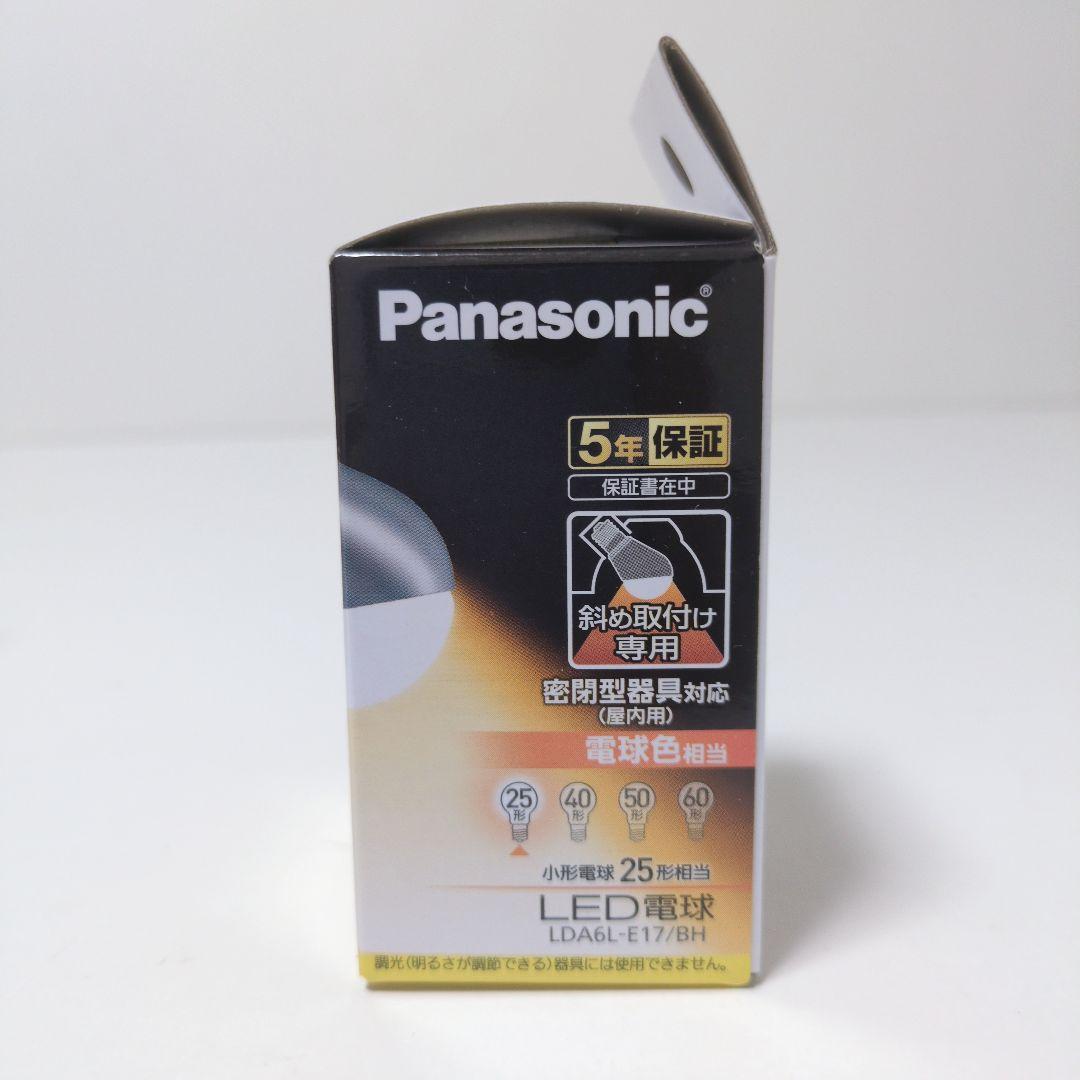 Panasonic®
5年保証
保証書在中
斜め取付け
専用
密閉型器具対応
(屋内用)
電球色相当
25形 40形 50形 60形
小形電球25形相当
LED電球
LDA6L-E17/BH
調光(明るさが調節できる)器具には使用できません。